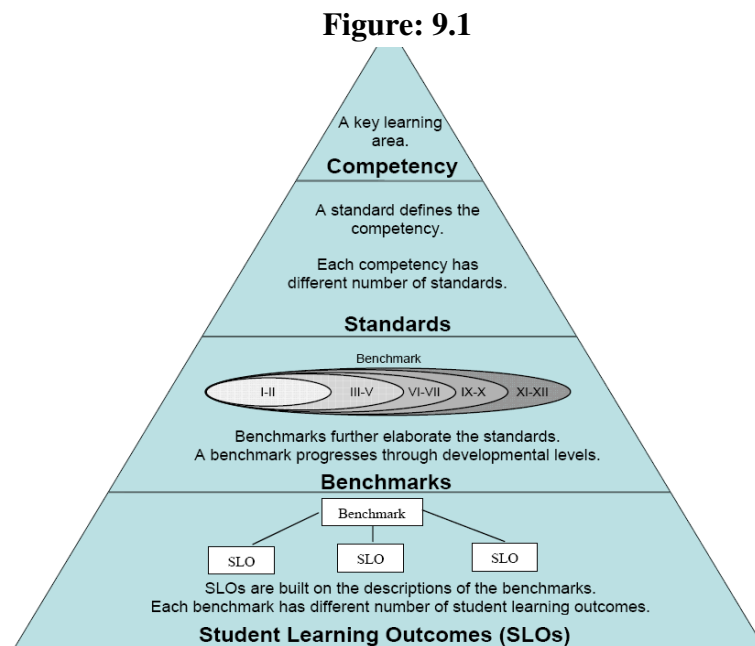 Figure: 9.1
A key learning
area.
Competency
A standard defines the
competency.
Each competency has
different number of standards.
Standards
Benchmark
I-II
III-V
VI-VII
IX-X
XI-XII
Benchmarks further elaborate the standards.
A benchmark progresses through developmental levels.
Benchmarks
Benchmark
SLO
SLO
SLO
SLOs are built on the descriptions of the benchmarks.
Each benchmark has different number of student learning outcomes.
Student Learning Outcomes (SLOs)